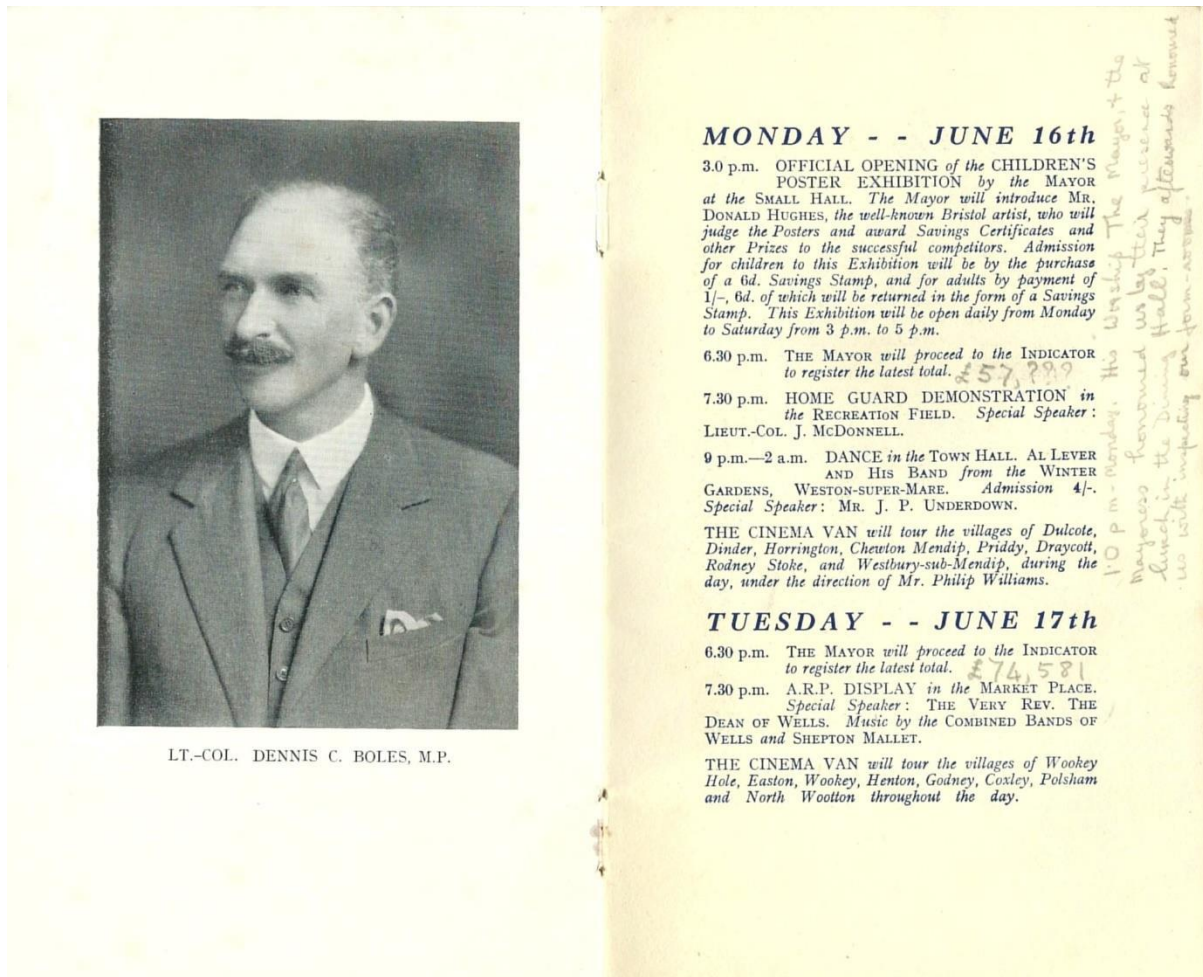 LT.-COL. DENNIS C. BOLES, M.P.
MONDAY - - JUNE 16th
3.0 p.m. OFFICIAL OPENING of the CHILDREN'S
POSTER EXHIBITION by the MAYOR
at the SMALL HALL. The Mayor will introduce MR.
DONALD HUGHES, the well-known Bristol artist, who will
judge the Posters and award Savings Certificates and
other Prizes to the successful competitors. Admission
for children to this Exhibition will be by the purchase
of a 6d. Savings Stamp, and for adults by payment of
1/-, 6d. of which will be returned in the form of a Savings
Stamp. This Exhibition will be open daily from Monday
to Saturday from 3 p.m. to 5 p.m.
6.30 p.m. THE MAYOR will proceed to the INDICATOR
to register the latest total. £57,???
7.30 p.m. HOME GUARD DEMONSTRATION in
the RECREATION FIELD. Special Speaker :
LIEUT.-COL. J. MCDONNELL.
9 p.m.—2 a.m. DANCE in the TOWN HALL. AL LEVER
AND HIS BAND from the WINTER
GARDENS, WESTON-SUPER-MARE. Admission 4/-.
Special Speaker : MR. J. P. UNDERDOWN.
THE CINEMA VAN will tour the villages of Dulcote,
Dinder, Horrington, Chewton Mendip, Priddy, Draycott,
Rodney Stoke, and Westbury-sub-Mendip, during the
day, under the direction of Mr. Philip Williams.
TUESDAY - - JUNE 17th
6.30 p.m. THE MAYOR will proceed to the INDICATOR
to register the latest total. £74,581
7.30 p.m. A.R.P. DISPLAY in the MARKET PLACE.
Special Speaker : THE VERY REV. THE
DEAN OF WELLS. Music by the COMBINED BANDS OF
WELLS and SHEPTON MALLET.
THE CINEMA VAN will tour the villages of Wookey
Hole, Easton, Wookey, Henton, Godney, Coxley, Polsham
and North Wootton throughout the day.
1.0 p.m. Monday. His Worship The Mayor, & the
Mayoress honoured us by their presence at
lunch in the Dining Hall. They afterwards honoured
us with inspecting our form-rooms.